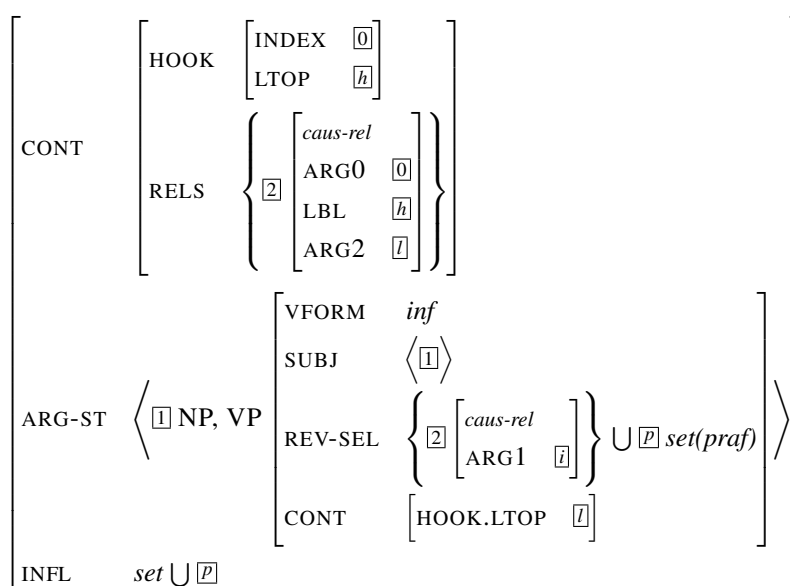 INDEX 0
HOOK
LTOP h
caus-rel
CONT
ARG0 0
RELS { 2
LBL h
ARG2 l }
VFORM inf
SUBJ ⟨ 1 ⟩
ARG-ST ⟨ 1 NP, VP
caus-rel
REV-SEL { 2
ARG1 i } ⋃ p set(praf) ⟩
CONT [HOOK.LTOP l]
INFL set ⋃ p